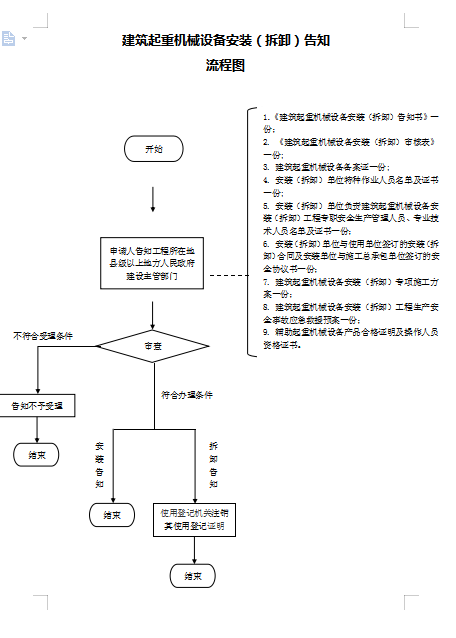 建筑起重机械设备安装（拆卸）告知
流程图
开始
申请人告知工程所在地
县级以上地方人民政府
建设主管部门
1.《建筑起重机械设备安装（拆卸）告知书》一
份；
2. 《建筑起重机械设备安装（拆卸）审核表》
一份；
3. 建筑起重机械设备备案证一份；
4. 安装（拆卸）单位特种作业人员名单及证书
一份；
5. 安装（拆卸）单位负责建筑起重机械设备安
装（拆卸）工程专职安全生产管理人员、专业技
术人员名单及证书一份；
6. 安装（拆卸）单位与使用单位签订的安装（拆
卸）合同及安装单位与施工总承包单位签订的安
全协议书一份；
7. 建筑起重机械设备安装（拆卸）专项施工方
案一份；
8. 建筑起重机械设备安装（拆卸）工程生产安
全事故应急救援预案一份；
9. 辅助起重机械设备产品合格证明及操作人员
资格证书。
不符合受理条件
审查
告知不予受理
结束
符合办理条件
安装告知
拆卸告知
结束
使用登记机关注销
其使用登记证明
结束